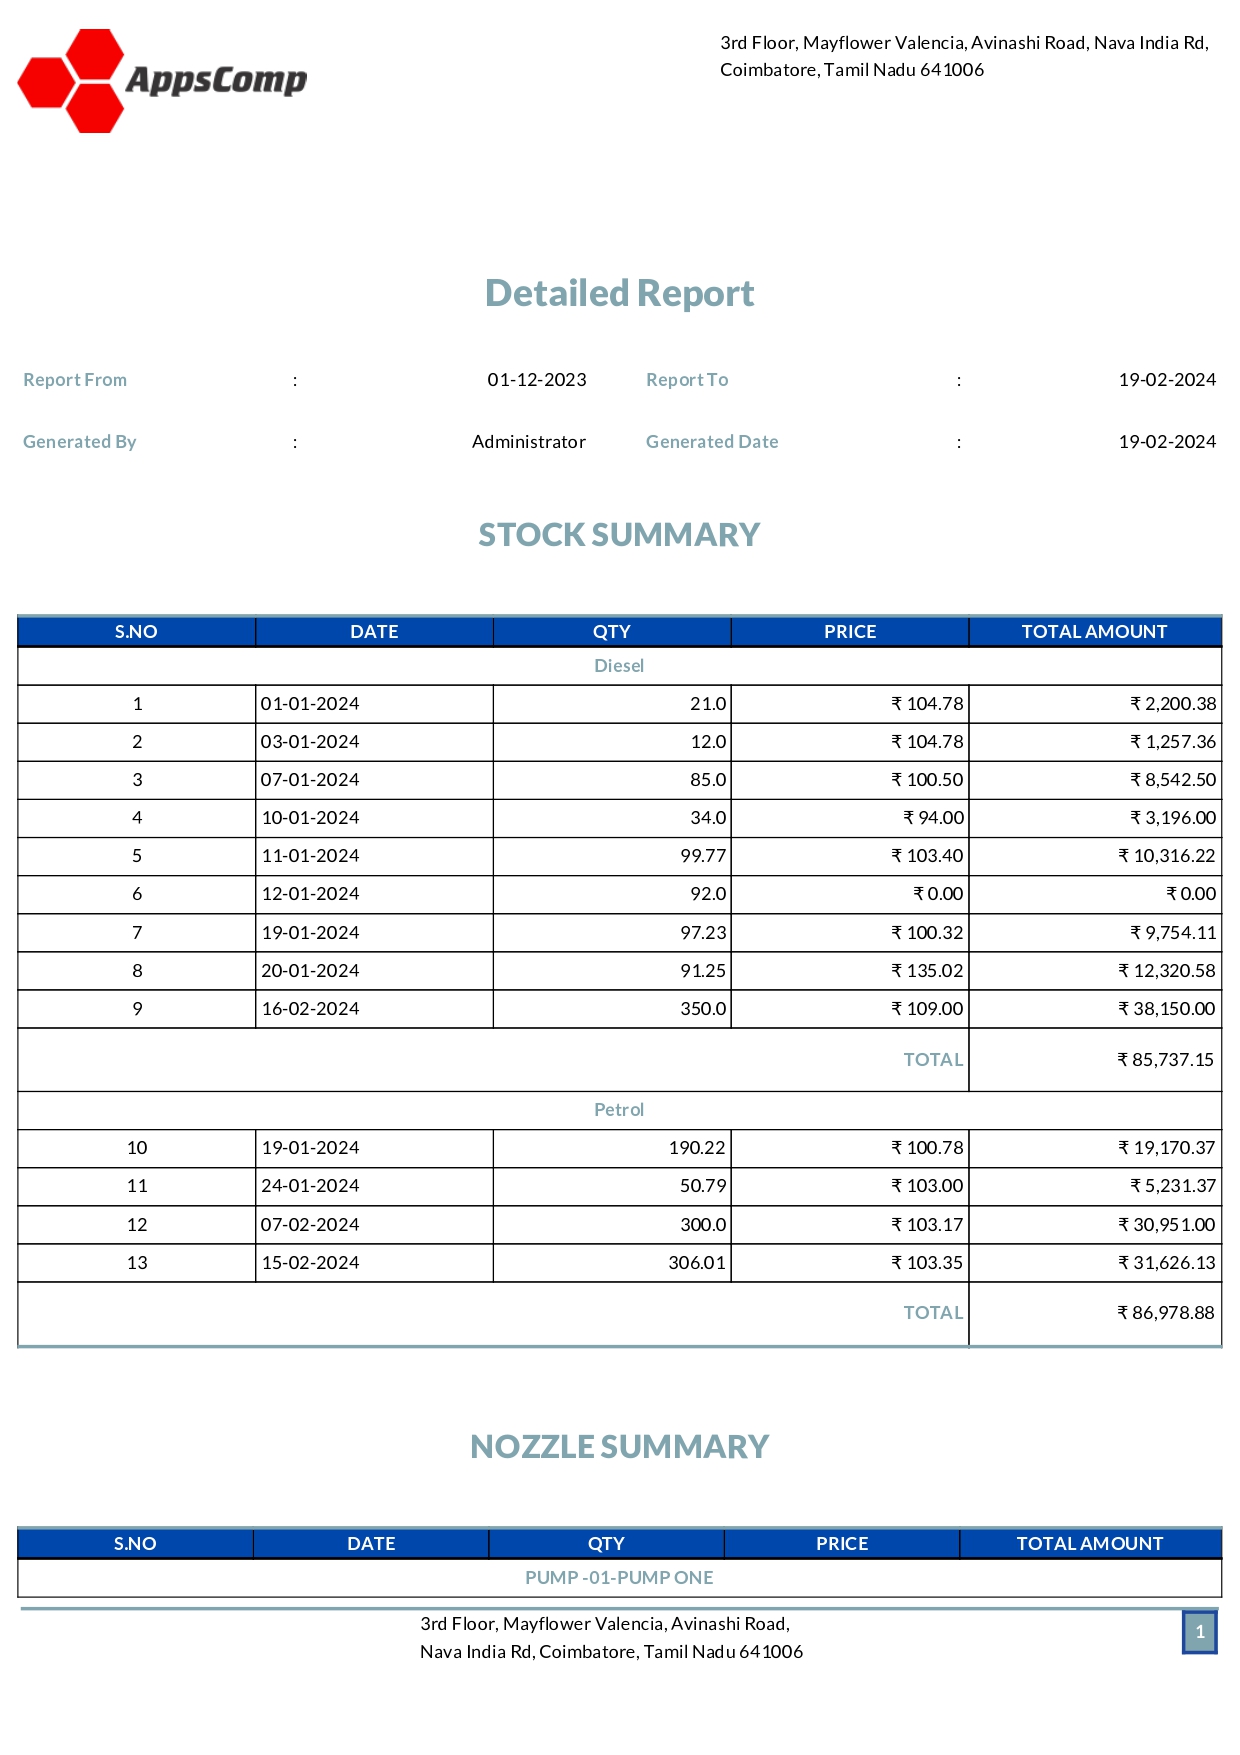 AppsComp
3rd Floor, Mayflower Valencia, Avinashi Road, Nava India Rd,
Coimbatore, Tamil Nadu 641006
Detailed Report
Report From : 01-12-2023 Report To : 19-02-2024
Generated By : Administrator Generated Date : 19-02-2024
STOCK SUMMARY
S.NO DATE QTY PRICE TOTAL AMOUNT
Diesel
1 01-01-2024 21.0 ₹ 104.78 ₹ 2,200.38
2 03-01-2024 12.0 ₹ 104.78 ₹ 1,257.36
3 07-01-2024 85.0 ₹ 100.50 ₹ 8,542.50
4 10-01-2024 34.0 ₹ 94.00 ₹ 3,196.00
5 11-01-2024 99.77 ₹ 103.40 ₹ 10,316.22
6 12-01-2024 92.0 ₹ 0.00 ₹ 0.00
7 19-01-2024 97.23 ₹ 100.32 ₹ 9,754.11
8 20-01-2024 91.25 ₹ 135.02 ₹ 12,320.58
9 16-02-2024 350.0 ₹ 109.00 ₹ 38,150.00
TOTAL ₹ 85,737.15
Petrol
10 19-01-2024 190.22 ₹ 100.78 ₹ 19,170.37
11 24-01-2024 50.79 ₹ 103.00 ₹ 5,231.37
12 07-02-2024 300.0 ₹ 103.17 ₹ 30,951.00
13 15-02-2024 306.01 ₹ 103.35 ₹ 31,626.13
TOTAL ₹ 86,978.88
NOZZLE SUMMARY
S.NO DATE QTY PRICE TOTAL AMOUNT
PUMP -01-PUMP ONE
3rd Floor, Mayflower Valencia, Avinashi Road,
Nava India Rd, Coimbatore, Tamil Nadu 641006
1